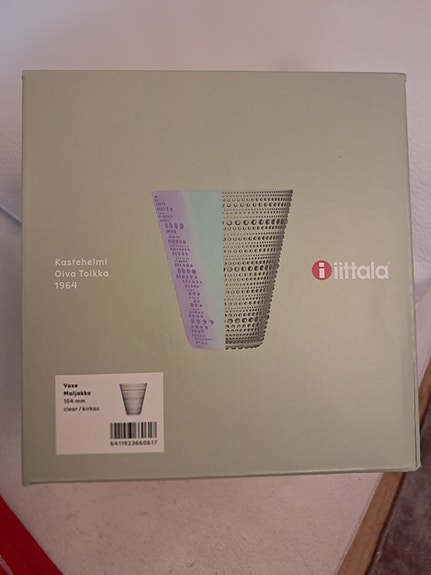 Kastehelmi
Oiva Toikka
1964
i iittala
Vase
Maljakko
154 mm
clear / kirkas
6411923660617